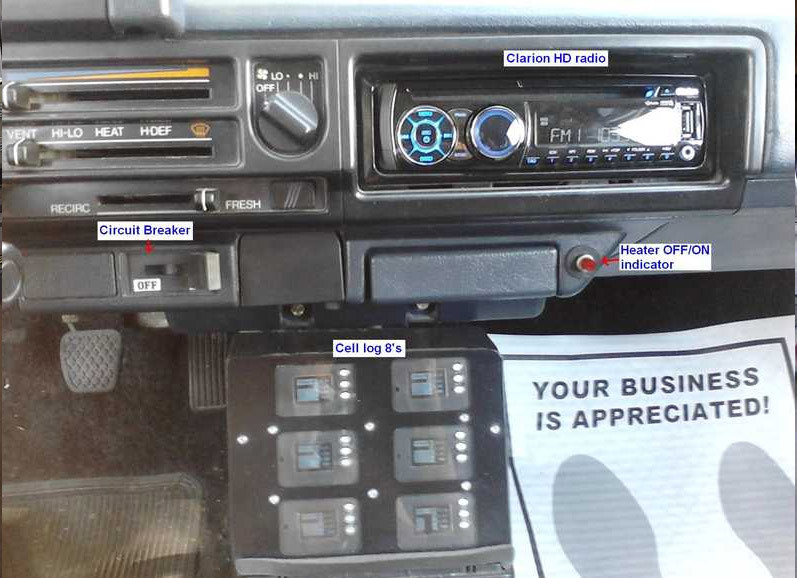 Clarion HD radio
LO • • HI
OFF
VENT HI-LO HEAT H-DEF
FM1
RECIRC FRESH
Circuit Breaker
OFF
Heater OFF/ON
indicator
Cell log 8's
YOUR BUSINESS
IS APPRECIATED!